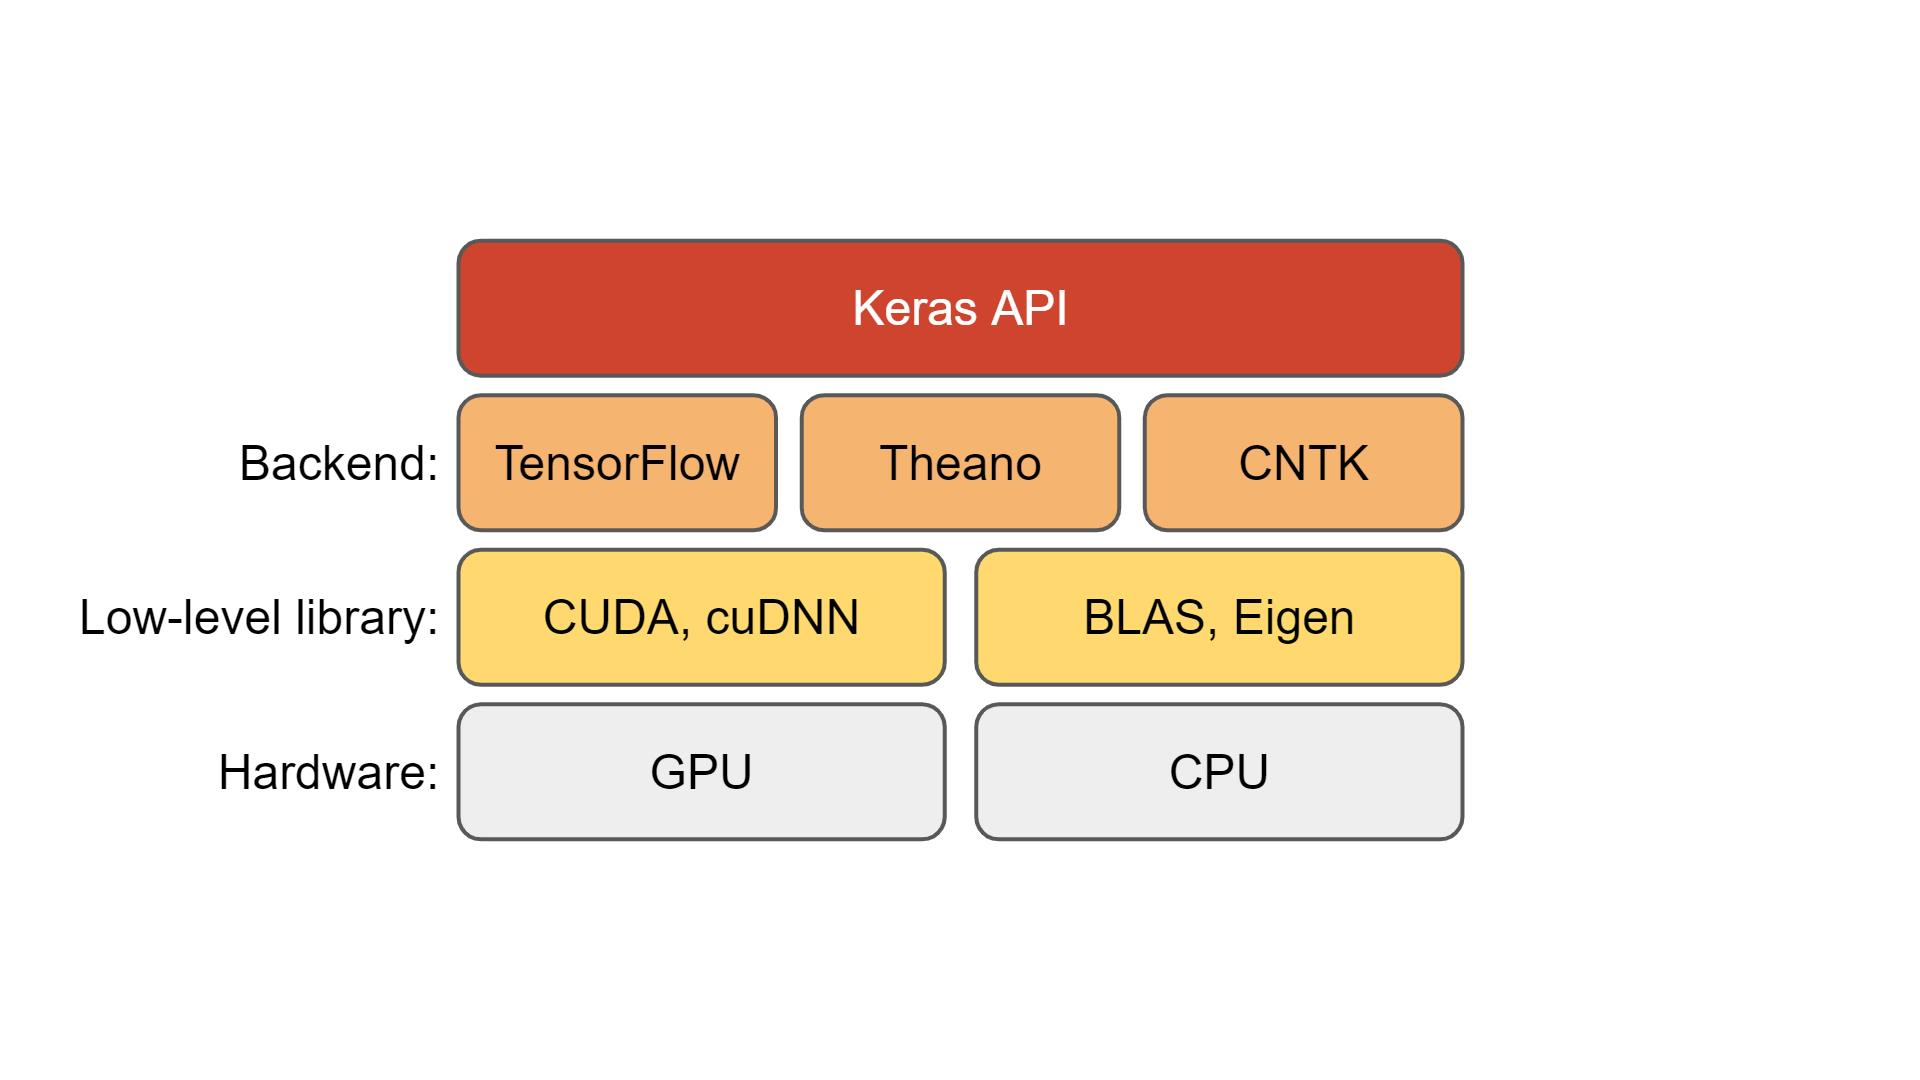 Keras API
Backend: TensorFlow Theano CNTK
Low-level library: CUDA, cuDNN BLAS, Eigen
Hardware: GPU CPU